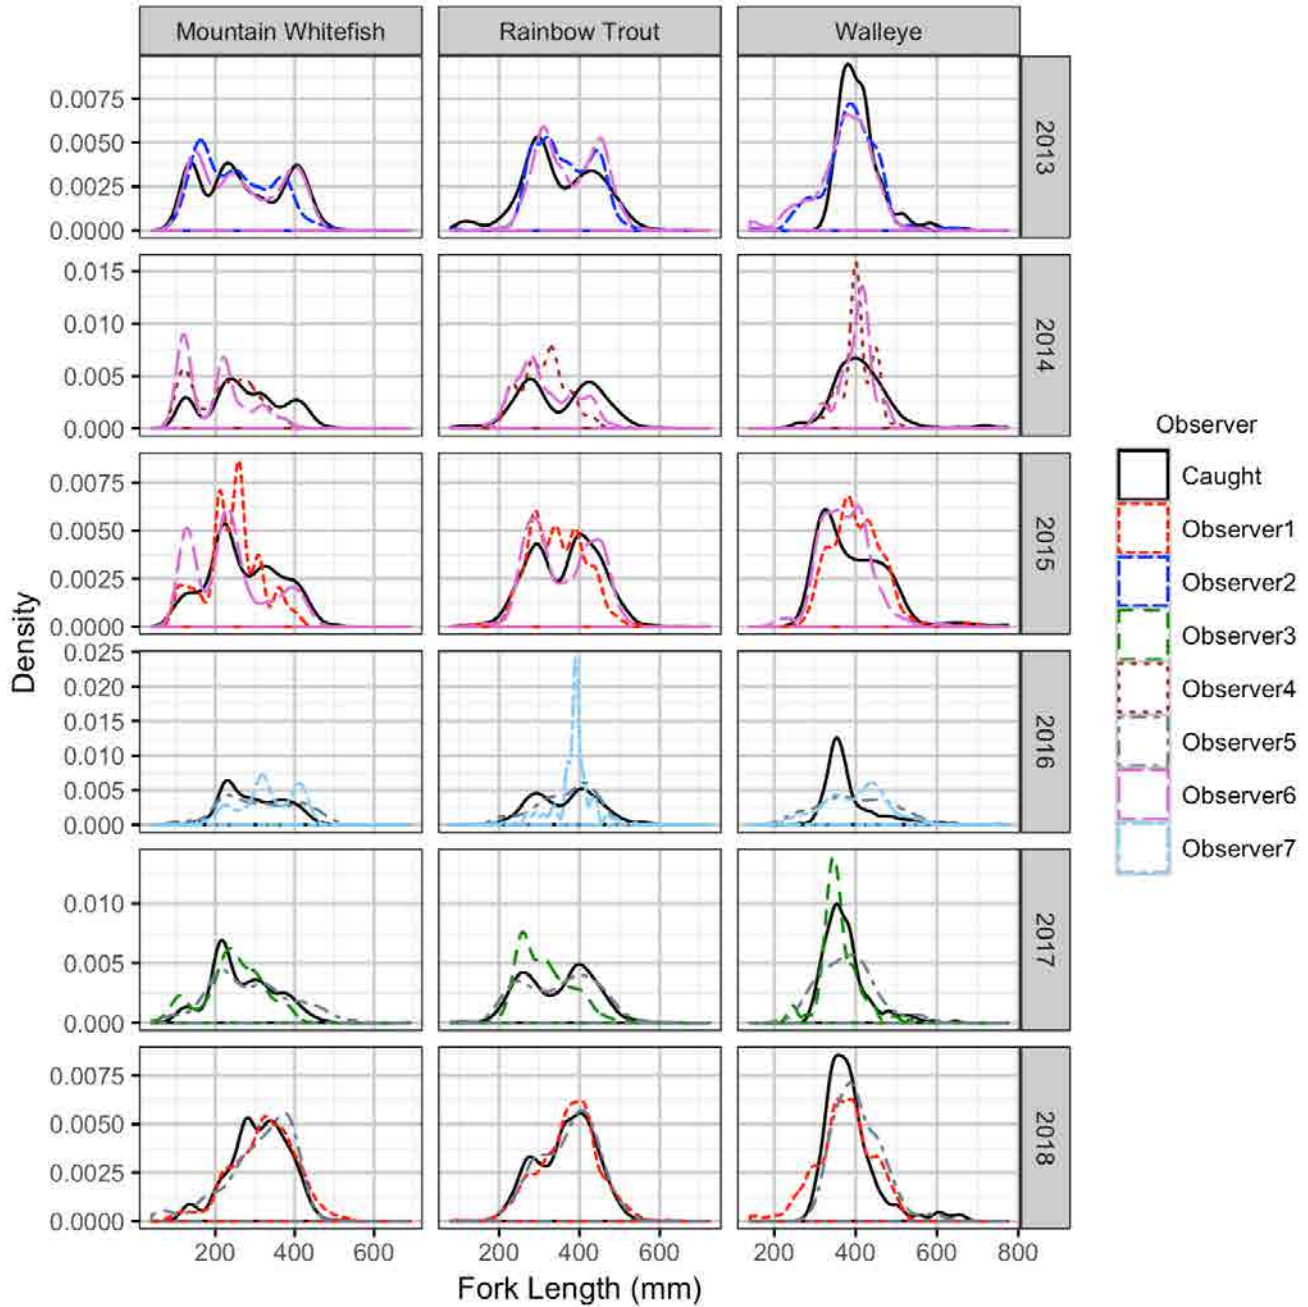 Mountain Whitefish Rainbow Trout Walleye
0.0075
0.0050
0.0025
0.0000
2013
0.015
0.010
0.005
0.000
2014
0.0075
0.0050
0.0025
0.0000
2015
0.025
0.020
0.015
0.010
0.005
0.000
2016
0.010
0.005
0.000
2017
0.0075
0.0050
0.0025
0.0000
2018
200 400 600 200 400 600 200 400 600 800
Fork Length (mm)
Density
Observer
Caught
Observer1
Observer2
Observer3
Observer4
Observer5
Observer6
Observer7